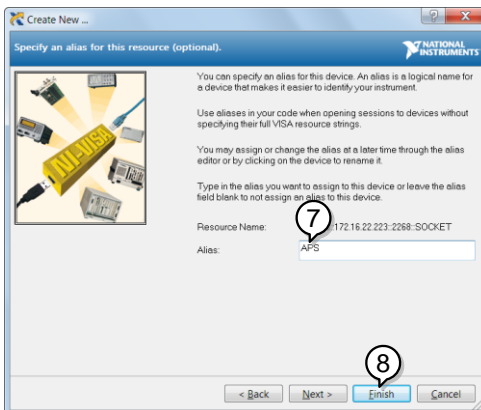 Create New ...
Specify an alias for this resource (optional).
NATIONAL
INSTRUMENTS
NI-VISA
You can specify an alias for this device. An alias is a logical name for
a device that makes it easier to identify your instrument.
Use aliases in your code when opening sessions to devices without
specifying their full VISA resource strings.
You may assign or change the alias at a later time through the alias
editor or by clicking on the device to rename it.
Type in the alias you want to assign to this device or leave the alias
field blank to not assign an alias to this device.
7
Resource Name: ::172.16.22.223::2268::SOCKET
Alias: APS
8
< Back Next > Finish Cancel